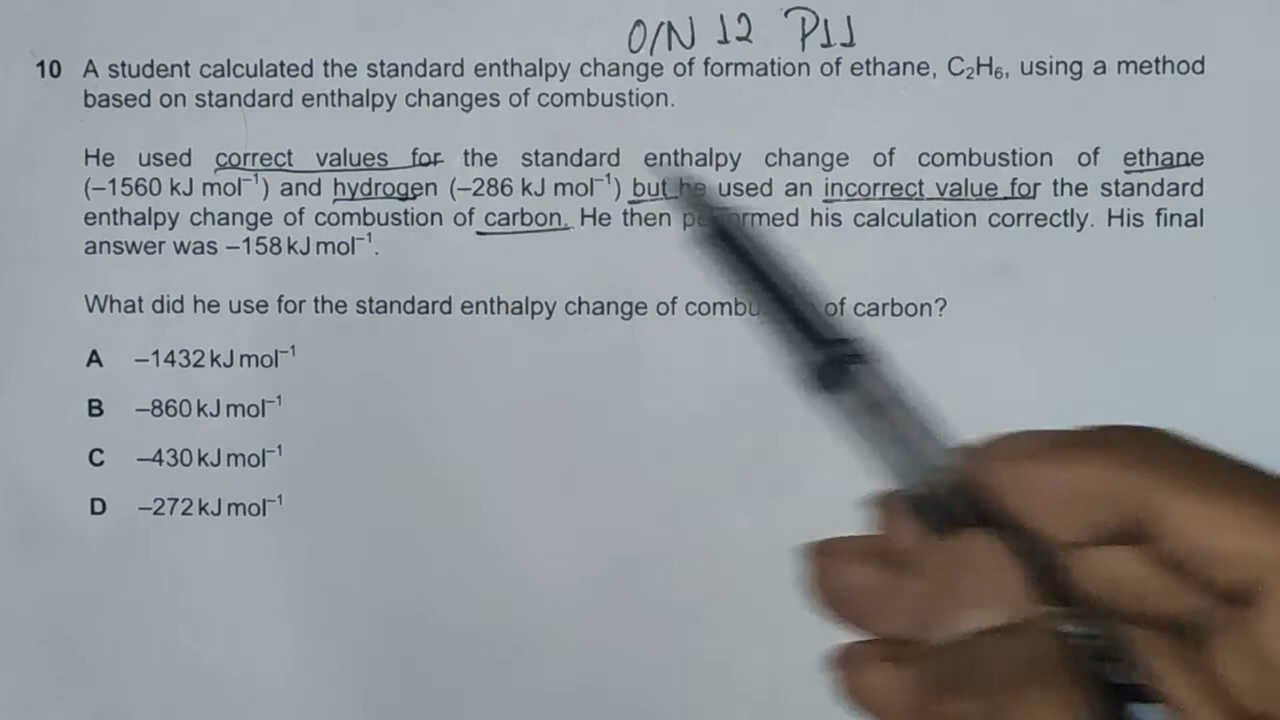 O/N 12 P11
10 A student calculated the standard enthalpy change of formation of ethane, C₂H₆, using a method
based on standard enthalpy changes of combustion.
He used correct values for the standard enthalpy change of combustion of ethane
(−1560 kJ mol⁻¹) and hydrogen (−286 kJ mol⁻¹) but he used an incorrect value for the standard
enthalpy change of combustion of carbon. He then his calculation correctly. His final
answer was −158 kJ mol⁻¹.
What did he use for the standard enthalpy change of of carbon?
A −1432 kJ mol⁻¹
B −860 kJ mol⁻¹
C −430 kJ mol⁻¹
D −272 kJ mol⁻¹